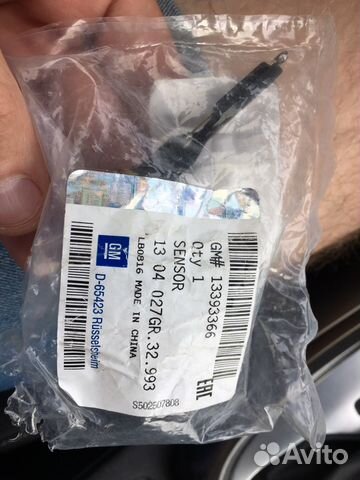 GM# 13393366
Qty 1
SENSOR
13 04 027GR.32.993
LB0816 MADE IN CHINA
GM
D-65423 Rüsselsheim
EAC
S502507808
Avito